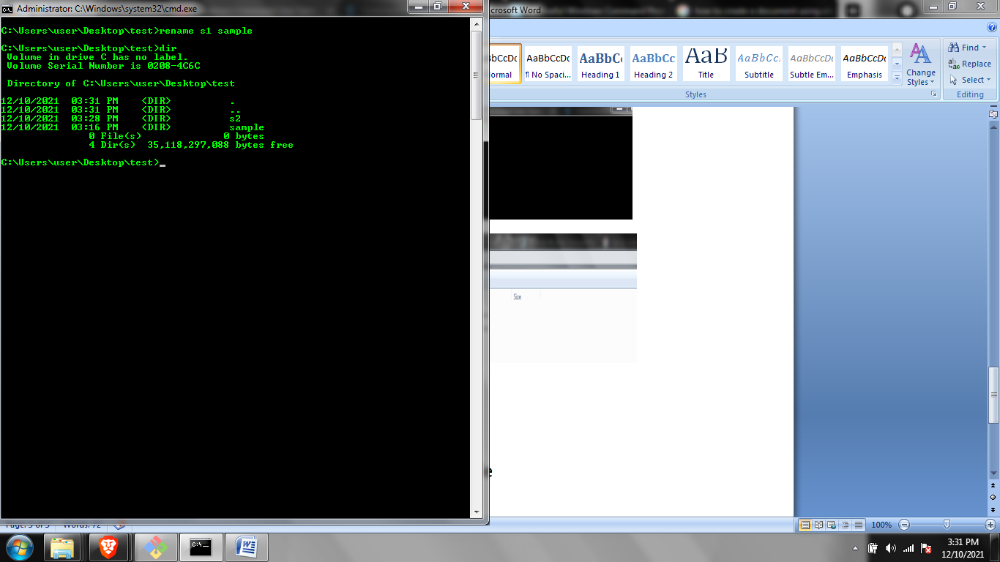 Administrator: C:\Windows\system32\cmd.exe
C:\Users\user\Desktop\test>rename s1 sample
C:\Users\user\Desktop\test>dir
 Volume in drive C has no label.
 Volume Serial Number is 0208-4C6C
 Directory of C:\Users\user\Desktop\test
12/10/2021  03:31 PM    <DIR>          .
12/10/2021  03:31 PM    <DIR>          ..
12/10/2021  03:28 PM    <DIR>          s2
12/10/2021  03:16 PM    <DIR>          sample
               0 File(s)              0 bytes
               4 Dir(s)  35,118,297,088 bytes free
C:\Users\user\Desktop\test>
crosoft Word
bCcDc AaBbCcDc AaBbCc AaBbCc AaB AaBbCc. AaBbCcDc AaBbCcDc
ormal ¶ No Spaci... Heading 1 Heading 2 Title Subtitle Subtle Em... Emphasis
Change Styles
Styles
Find
Replace
Select
Editing
Size
e
Words: 72
100%
C:\_
W
3:31 PM
12/10/2021